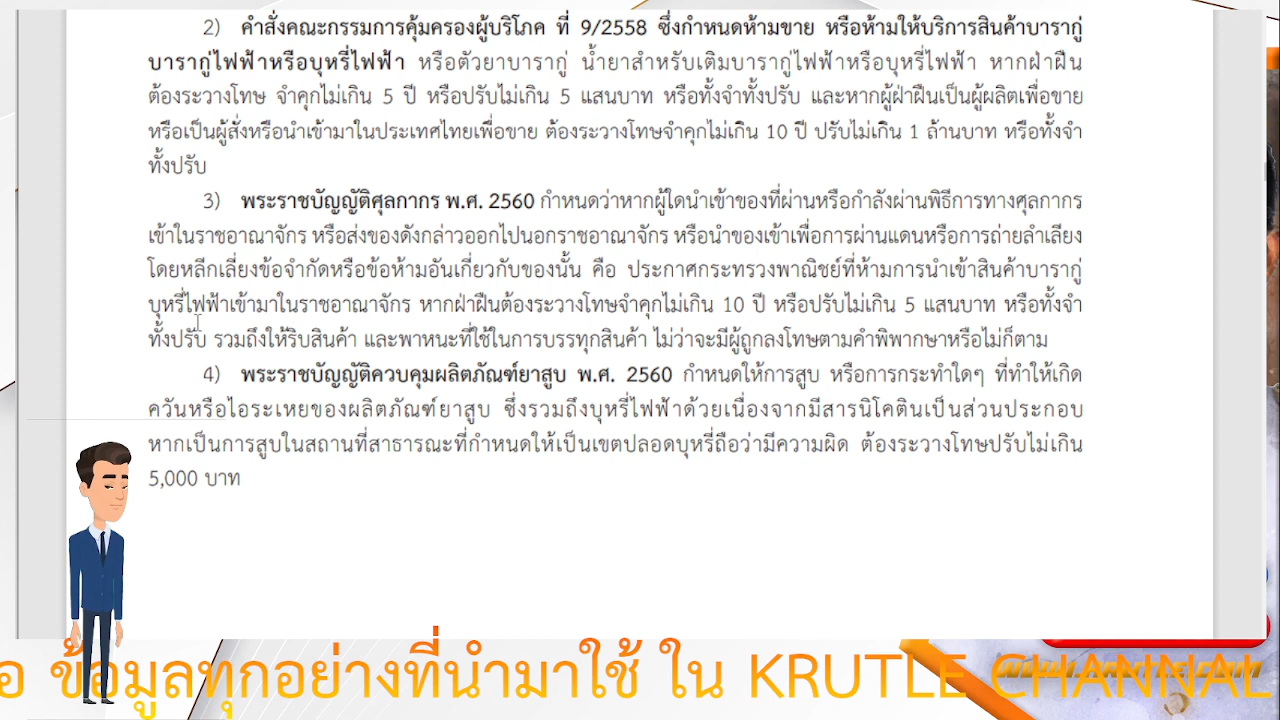 2) คำสั่งคณะกรรมการคุ้มครองผู้บริโภค ที่ 9/2558 ซึ่งกำหนดห้ามขาย หรือห้ามให้บริการสินค้าบารากู่
บารากู่ไฟฟ้าหรือบุหรี่ไฟฟ้า หรือตัวยาบารากู่ น้ำยาสำหรับเติมบารากู่ไฟฟ้าหรือบุหรี่ไฟฟ้า หากฝ่าฝืน
ต้องระวางโทษ จำคุกไม่เกิน 5 ปี หรือปรับไม่เกิน 5 แสนบาท หรือทั้งจำทั้งปรับ และหากผู้ฝ่าฝืนเป็นผู้ผลิตเพื่อขาย
หรือเป็นผู้สั่งหรือนำเข้ามาในประเทศไทยเพื่อขาย ต้องระวางโทษจำคุกไม่เกิน 10 ปี ปรับไม่เกิน 1 ล้านบาท หรือทั้งจำ
ทั้งปรับ
3) พระราชบัญญัติศุลกากร พ.ศ. 2560 กำหนดว่าหากผู้ใดนำเข้าของที่ผ่านหรือกำลังผ่านพิธีการทางศุลกากร
เข้าในราชอาณาจักร หรือส่งของดังกล่าวออกไปนอกราชอาณาจักร หรือนำของเข้าเพื่อการผ่านแดนหรือการถ่ายลำเลียง
โดยหลีกเลี่ยงข้อจำกัดหรือข้อห้ามอันเกี่ยวกับของนั้น คือ ประกาศกระทรวงพาณิชย์ที่ห้ามการนำเข้าสินค้าบารากู่
บุหรี่ไฟฟ้าเข้ามาในราชอาณาจักร หากฝ่าฝืนต้องระวางโทษจำคุกไม่เกิน 10 ปี หรือปรับไม่เกิน 5 แสนบาท หรือทั้งจำ
ทั้งปรับ รวมถึงให้ริบสินค้า และพาหนะที่ใช้ในการบรรทุกสินค้า ไม่ว่าจะมีผู้ถูกลงโทษตามคำพิพากษาหรือไม่ก็ตาม
4) พระราชบัญญัติควบคุมผลิตภัณฑ์ยาสูบ พ.ศ. 2560 กำหนดให้การสูบ หรือการกระทำใดๆ ที่ทำให้เกิด
ควันหรือไอระเหยของผลิตภัณฑ์ยาสูบ ซึ่งรวมถึงบุหรี่ไฟฟ้าด้วยเนื่องจากมีสารนิโคตินเป็นส่วนประกอบ
หากเป็นการสูบในสถานที่สาธารณะที่กำหนดให้เป็นเขตปลอดบุหรี่ถือว่ามีความผิด ต้องระวางโทษปรับไม่เกิน
5,000 บาท
อ ข้อมูลทุกอย่างที่นำมาใช้ ใน KRUTLE CHANNAL